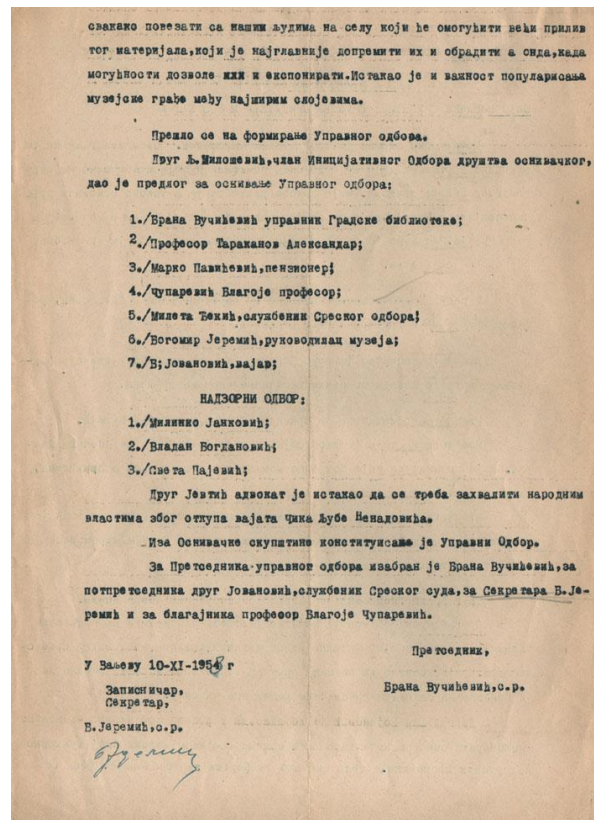 свакако повезати са нашим људима на селу који ће омогућити већи прилив
тог материјала,који је најглавније допремити их и обрадити а онда,када
могућности дозволе или и експонирати.Истакао је и важност популарисања
музејске грађе међу најширим слојевима.
Прешло се на формирање Управног одбора.
Друг Љ.Милошевић,члан Иницијативног Одбора друштва оснивачког,
дао је предлог за оснивање Управног одбора:
1./Брана Вучићевић управник Градске библиотеке;
2./Професор Тараканов Александар;
3./Марко Павићевић,пензионер;
4./Чупаревић Благоје професор;
5./Милета Ђекић,службеник Среског одбора;
6./Богомир Јеремић,руководилац музеја;
7./Б;Јовановић,вајар;
НАДЗОРНИ ОДБОР:
1./Милинко Јанковић;
2./Владан Богдановић;
3./Света Пајевић;
Друг Јевтић адвокат је истакао да се треба захвалити народним
властима због откупа вајата Чика Љубе Ненадовића.
Иза Оснивачке скупштине конституисано је Управни Одбор.
За Претседника управног одбора изабран је Брана Вучићевић,за
потпретседника друг Јовановић,службеник Среског суда,за Секретара Б.Је-
ремић и за благајника професор Благоје Чупаревић.
Претседник,
У Ваљеву 10-XI-195 г
Записничар,
Секретар,
Брана Вучићевић,с.р.
Б.Јеремић,с.р.